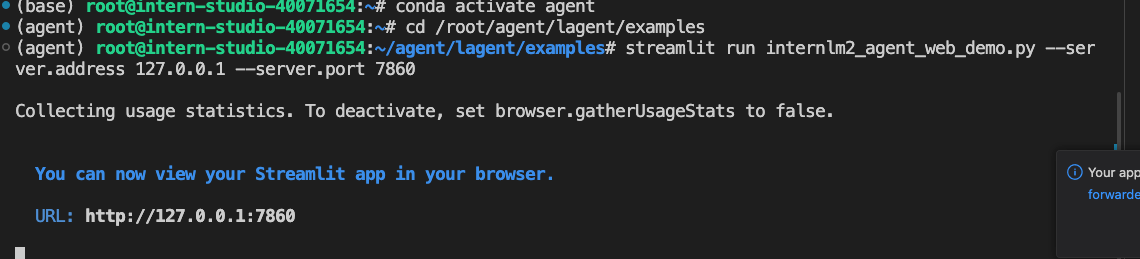 (base) root@intern-studio-40071654:~# conda activate agent
(agent) root@intern-studio-40071654:~# cd /root/agent/lagent/examples
(agent) root@intern-studio-40071654:~/agent/lagent/examples# streamlit run internlm2_agent_web_demo.py --ser
ver.address 127.0.0.1 --server.port 7860
Collecting usage statistics. To deactivate, set browser.gatherUsageStats to false.
You can now view your Streamlit app in your browser.
Your app
forwarde
URL: http://127.0.0.1:7860